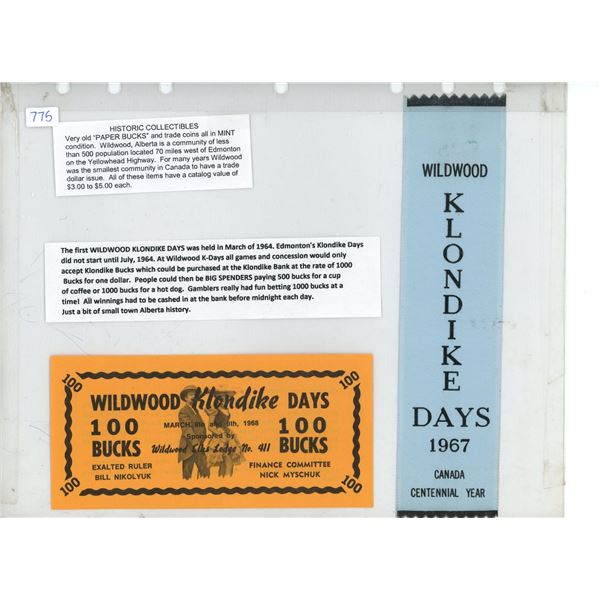 775
HISTORIC COLLECTIBLES
Very old "PAPER BUCKS" and trade coins all in MINT
condition. Wildwood, Alberta is a community of less
than 500 population located 70 miles west of Edmonton
on the Yellowhead Highway. For many years Wildwood
was the smallest community in Canada to have a trade
dollar issue. All of these items have a catalog value of
$3.00 to $5.00 each.
The first WILDWOOD KLONDIKE DAYS was held in March of 1964. Edmonton's Klondike Days
did not start until July, 1964. At Wildwood K-Days all games and concession would only
accept Klondike Bucks which could be purchased at the Klondike Bank at the rate of 1000
Bucks for one dollar. People could then be BIG SPENDERS paying 500 bucks for a cup
of coffee or 1000 bucks for a hot dog. Gamblers really had fun betting 1000 bucks at a
time! All winnings had to be cashed in at the bank before midnight each day.
Just a bit of small town Alberta history.
100 100
WILDWOOD Klondike DAYS
MARCH 8th and 9th, 1968
100 Sponsored by 100
BUCKS Wildwood Elks Lodge No. 411 BUCKS
EXALTED RULER FINANCE COMMITTEE
BILL NIKOLYUK NICK MYSCHUK
100 100
WILDWOOD
KLONDIKE
DAYS
1967
CANADA
CENTENNIAL YEAR